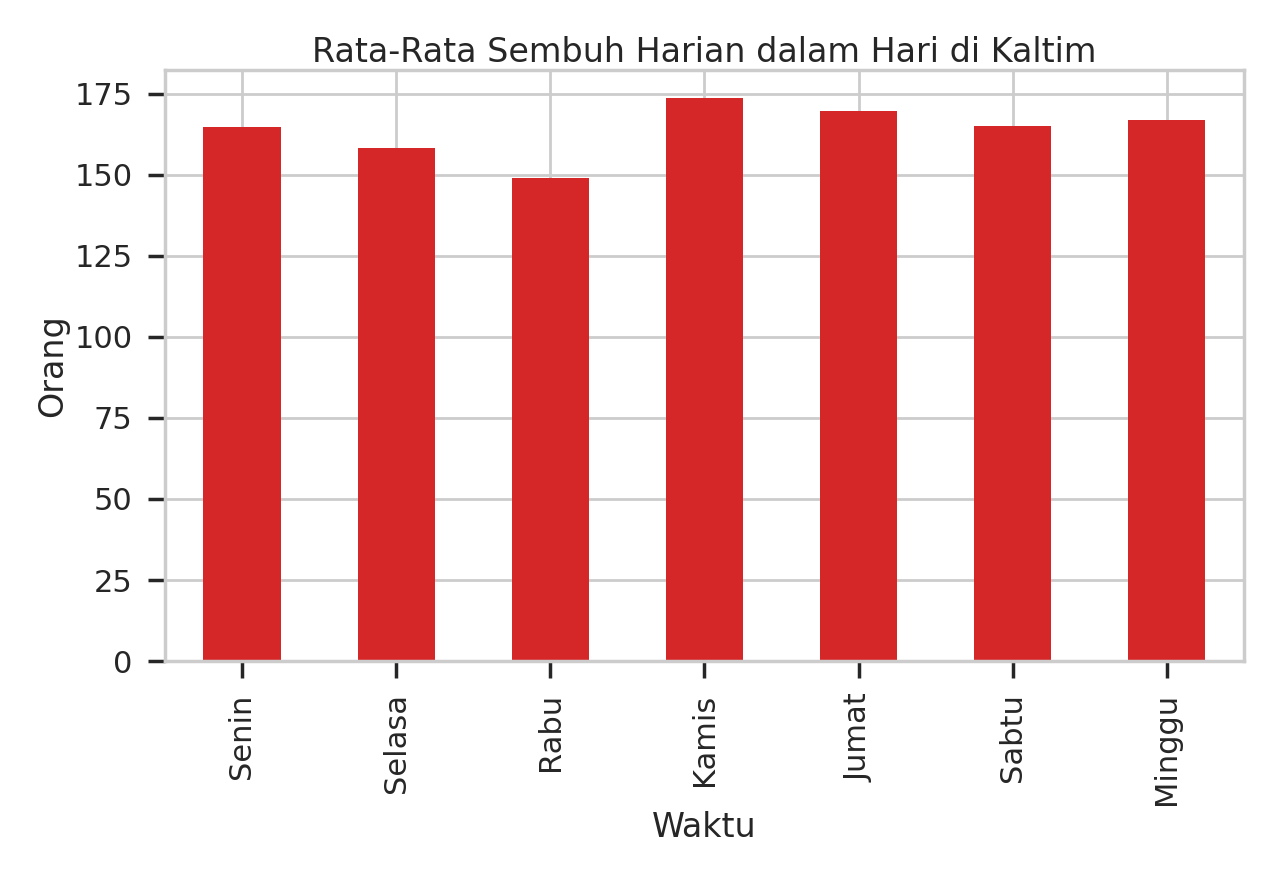 Rata-Rata Sembuh Harian dalam Hari di Kaltim
175
150
125
100
75
50
25
0
Orang
Senin
Selasa
Rabu
Kamis
Jumat
Sabtu
Minggu
Waktu